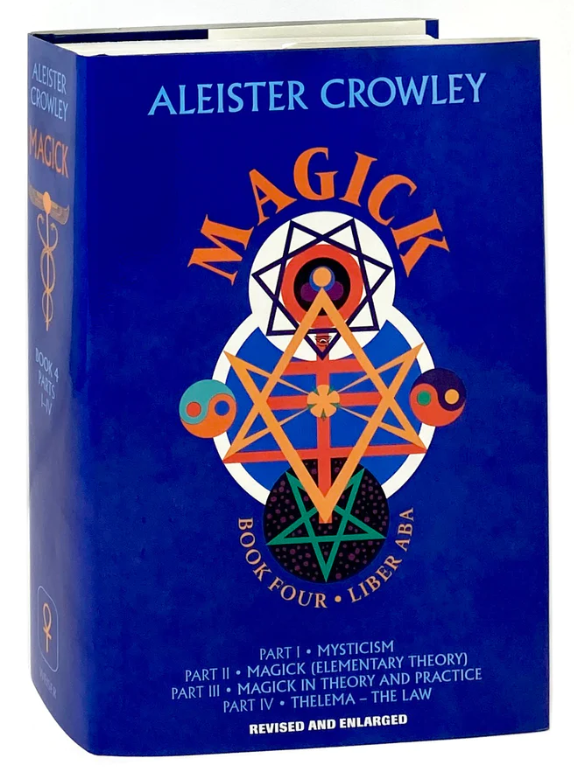 ALEISTER
CROWLEY
MAGICK
BOOK 4
PARTS
I–IV
ALEISTER CROWLEY
MAGICK
BOOK FOUR • LIBER ABA
PART I • MYSTICISM
PART II • MAGICK (ELEMENTARY THEORY)
PART III • MAGICK IN THEORY AND PRACTICE
PART IV • THELEMA – THE LAW
REVISED AND ENLARGED